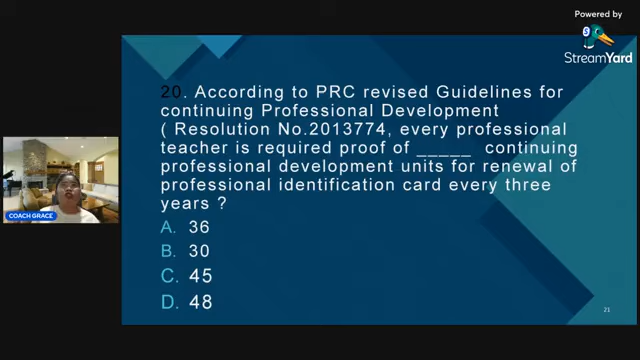 Powered by
StreamYard
20. According to PRC revised Guidelines for
continuing Professional Development
( Resolution No.2013774, every professional
teacher is required proof of _____ continuing
professional development units for renewal of
professional identification card every three
years ?
A. 36
B. 30
C. 45
D. 48
COACH GRACE
21